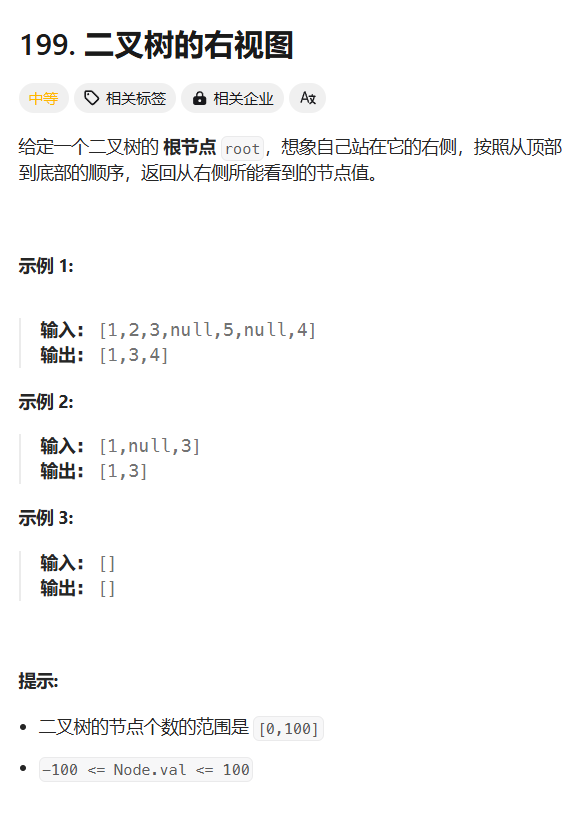 199. 二叉树的右视图
中等 相关标签 相关企业
给定一个二叉树的 根节点 root，想象自己站在它的右侧，按照从顶部
到底部的顺序，返回从右侧所能看到的节点值。
示例 1:
输入： [1,2,3,null,5,null,4]
输出： [1,3,4]
示例 2:
输入： [1,null,3]
输出： [1,3]
示例 3:
输入： []
输出： []
提示:
二叉树的节点个数的范围是 [0,100]
-100 <= Node.val <= 100